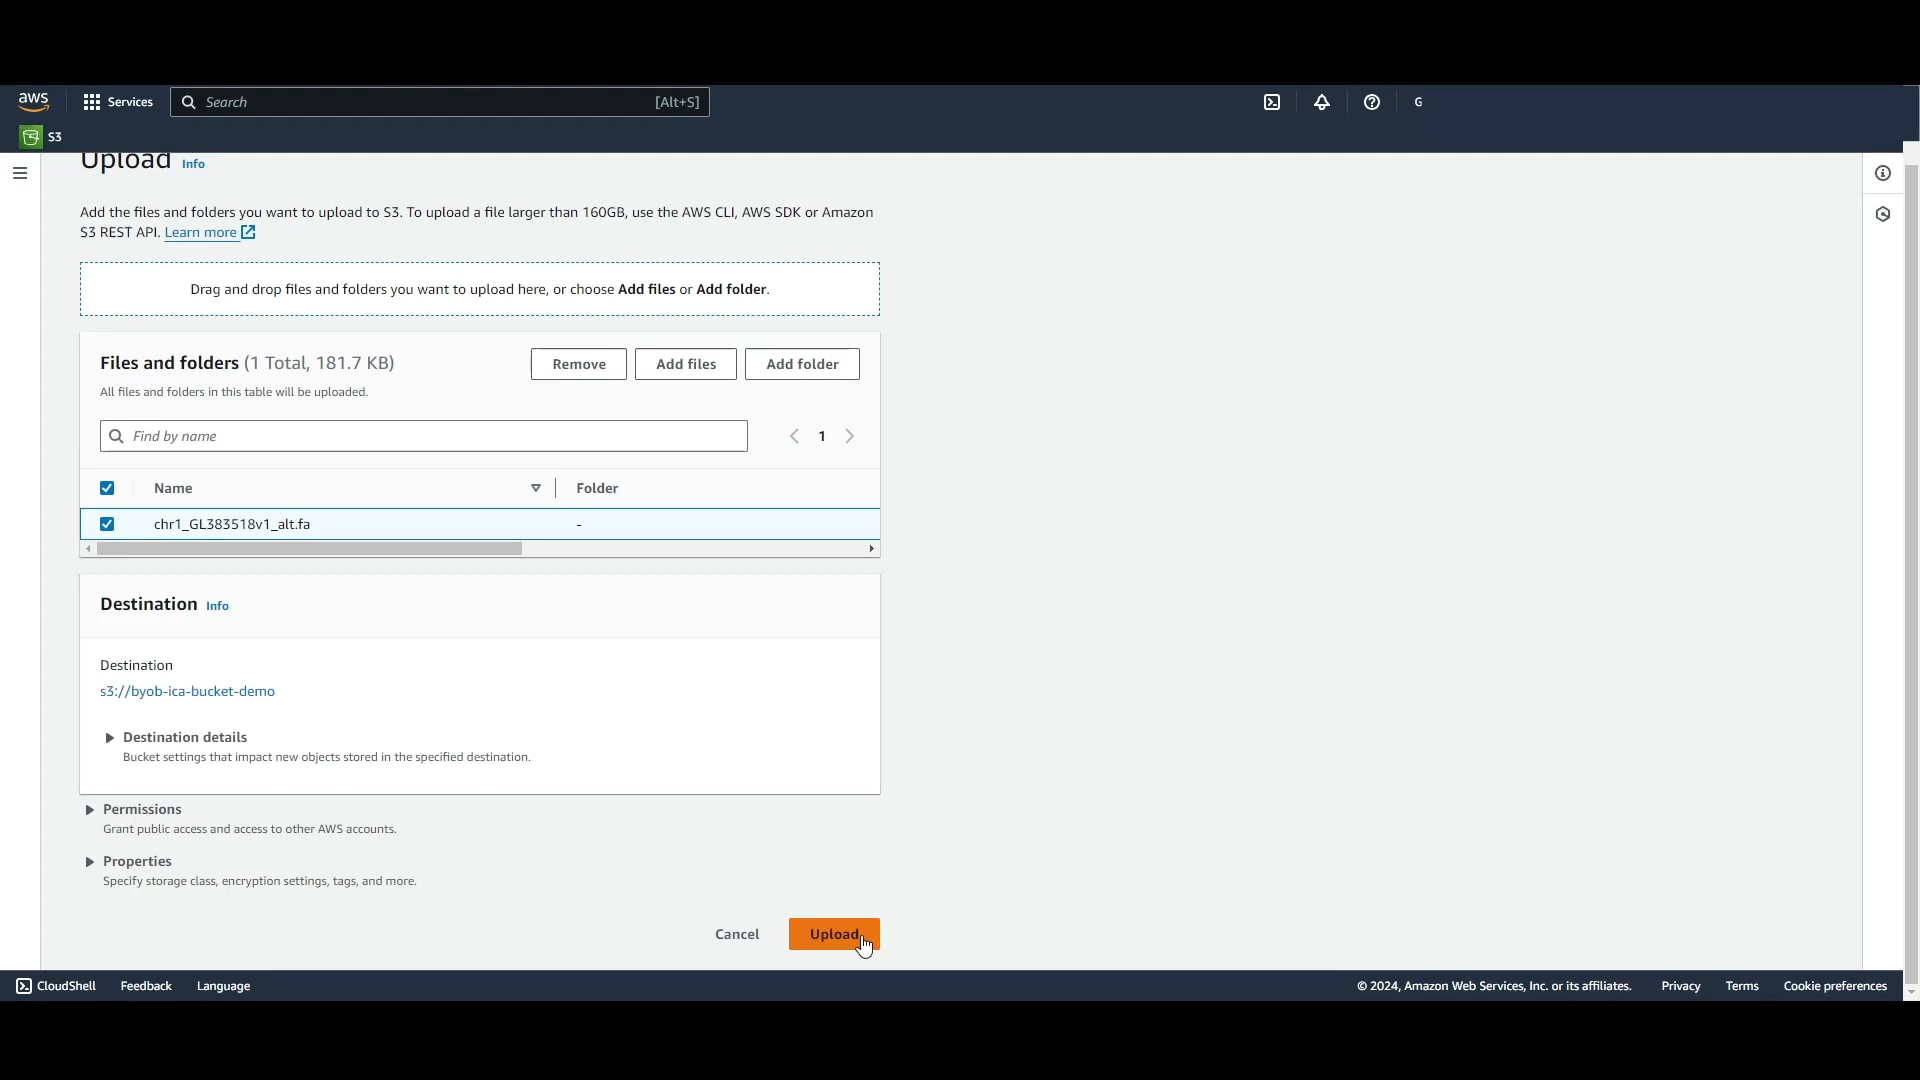 aws
Services
Search
[Alt+S]
G
S3
Upload Info
Add the files and folders you want to upload to S3. To upload a file larger than 160GB, use the AWS CLI, AWS SDK or Amazon
S3 REST API. Learn more
Drag and drop files and folders you want to upload here, or choose Add files or Add folder.
Files and folders (1 Total, 181.7 KB)
Remove
Add files
Add folder
All files and folders in this table will be uploaded.
Find by name
1
Name
Folder
chr1_GL383518v1_alt.fa
-
Destination Info
Destination
s3://byob-ica-bucket-demo
Destination details
Bucket settings that impact new objects stored in the specified destination.
Permissions
Grant public access and access to other AWS accounts.
Properties
Specify storage class, encryption settings, tags, and more.
Cancel
Upload
CloudShell
Feedback
Language
© 2024, Amazon Web Services, Inc. or its affiliates.
Privacy
Terms
Cookie preferences